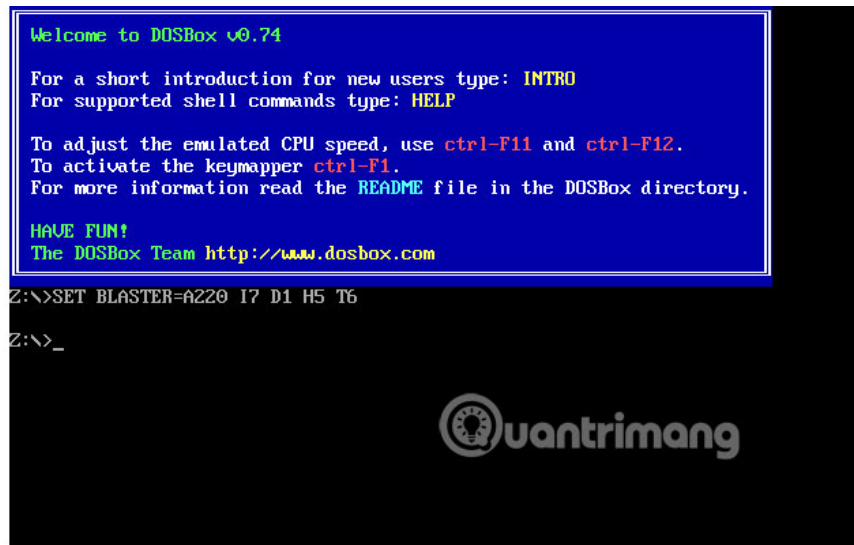 Welcome to DOSBox v0.74
For a short introduction for new users type: INTRO
For supported shell commands type: HELP
To adjust the emulated CPU speed, use ctrl-F11 and ctrl-F12.
To activate the keymapper ctrl-F1.
For more information read the README file in the DOSBox directory.
HAVE FUN!
The DOSBox Team http://www.dosbox.com
Z:\>SET BLASTER=A220 I7 D1 H5 T6
Z:\>_
Quantrimang